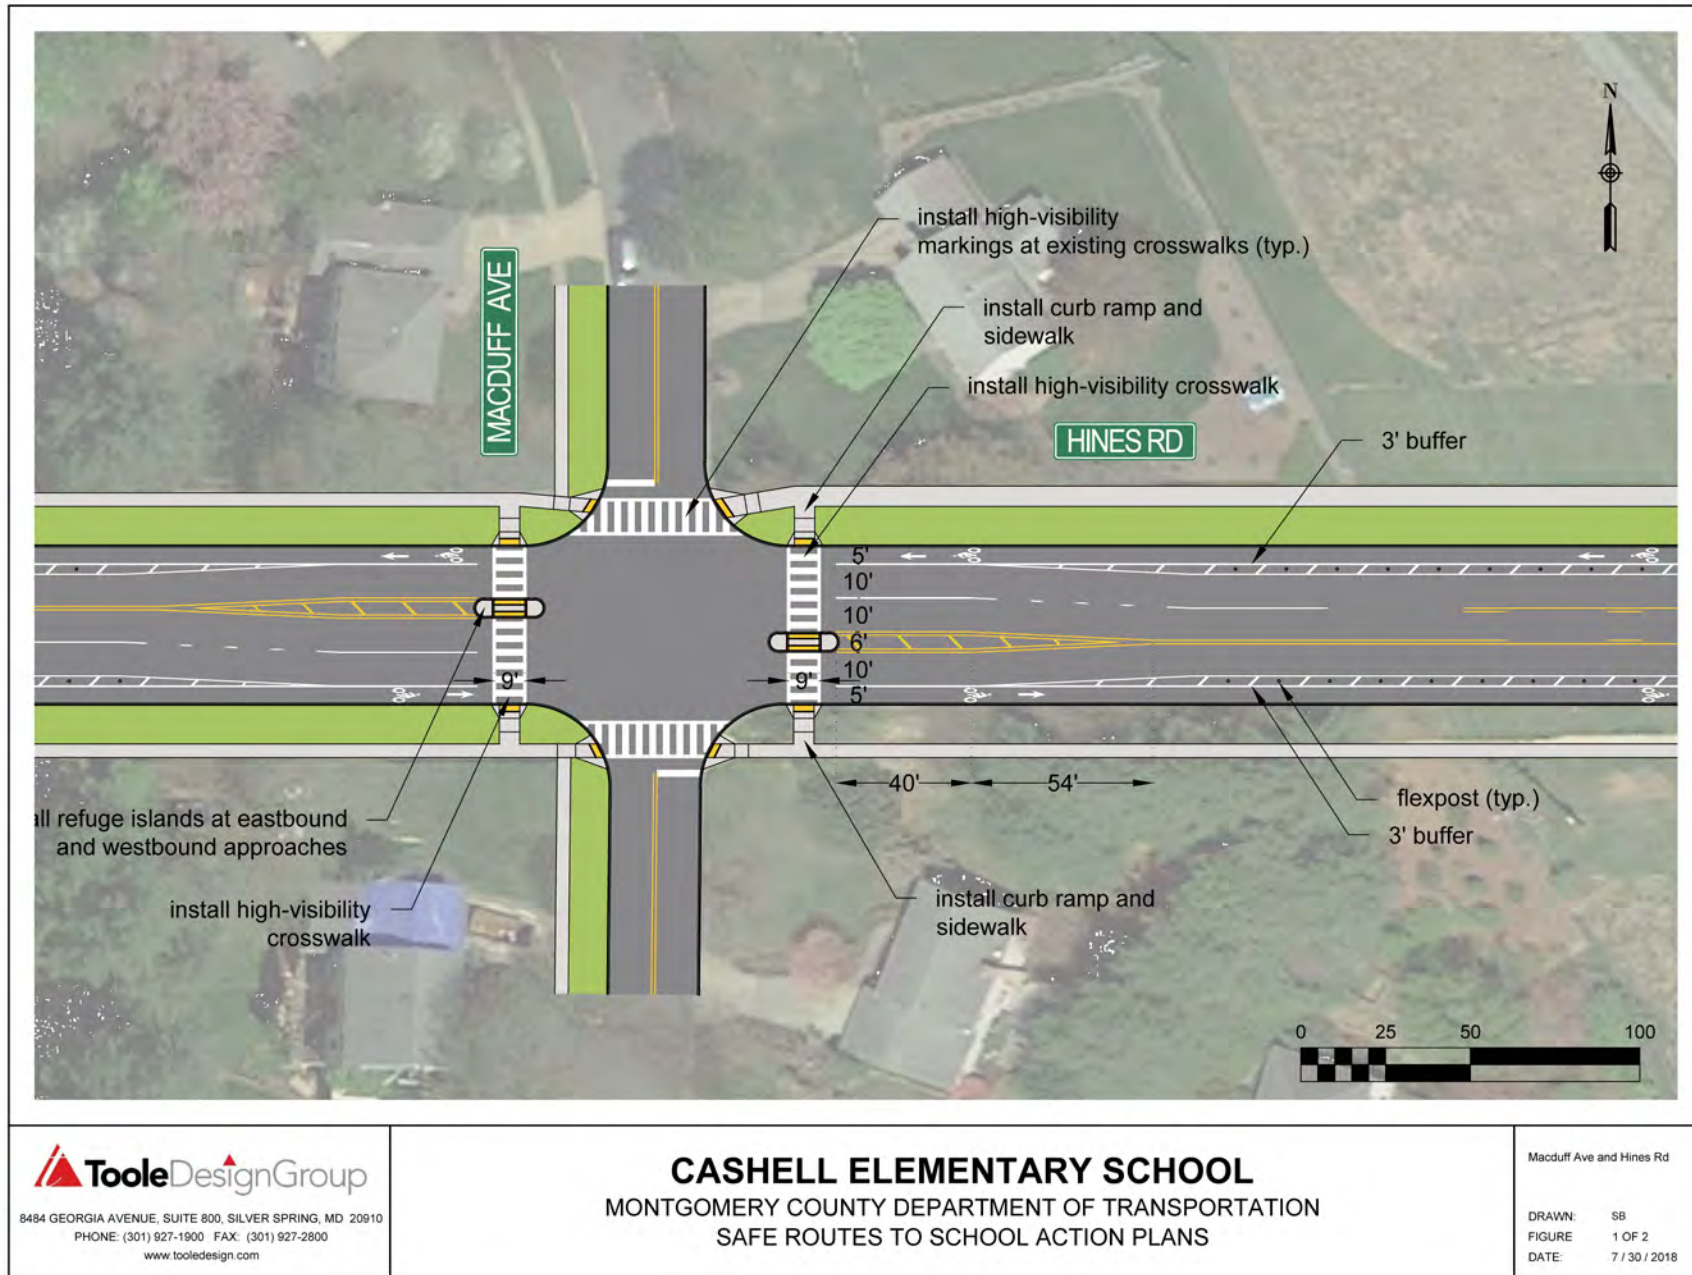 N
install high-visibility
markings at existing crosswalks (typ.)
MACDUFF AVE
install curb ramp and
sidewalk
install high-visibility crosswalk
HINES RD
3' buffer
5'
10'
10'
6'
10'
5'
9'
9'
40'
54'
flexpost (typ.)
3' buffer
all refuge islands at eastbound
and westbound approaches
install high-visibility
crosswalk
install curb ramp and
sidewalk
0 25 50 100
TooleDesignGroup
8484 GEORGIA AVENUE, SUITE 800, SILVER SPRING, MD 20910
PHONE: (301) 927-1900 FAX: (301) 927-2800
www.tooledesign.com
CASHELL ELEMENTARY SCHOOL
MONTGOMERY COUNTY DEPARTMENT OF TRANSPORTATION
SAFE ROUTES TO SCHOOL ACTION PLANS
Macduff Ave and Hines Rd
DRAWN: SB
FIGURE 1 OF 2
DATE: 7 / 30 / 2018